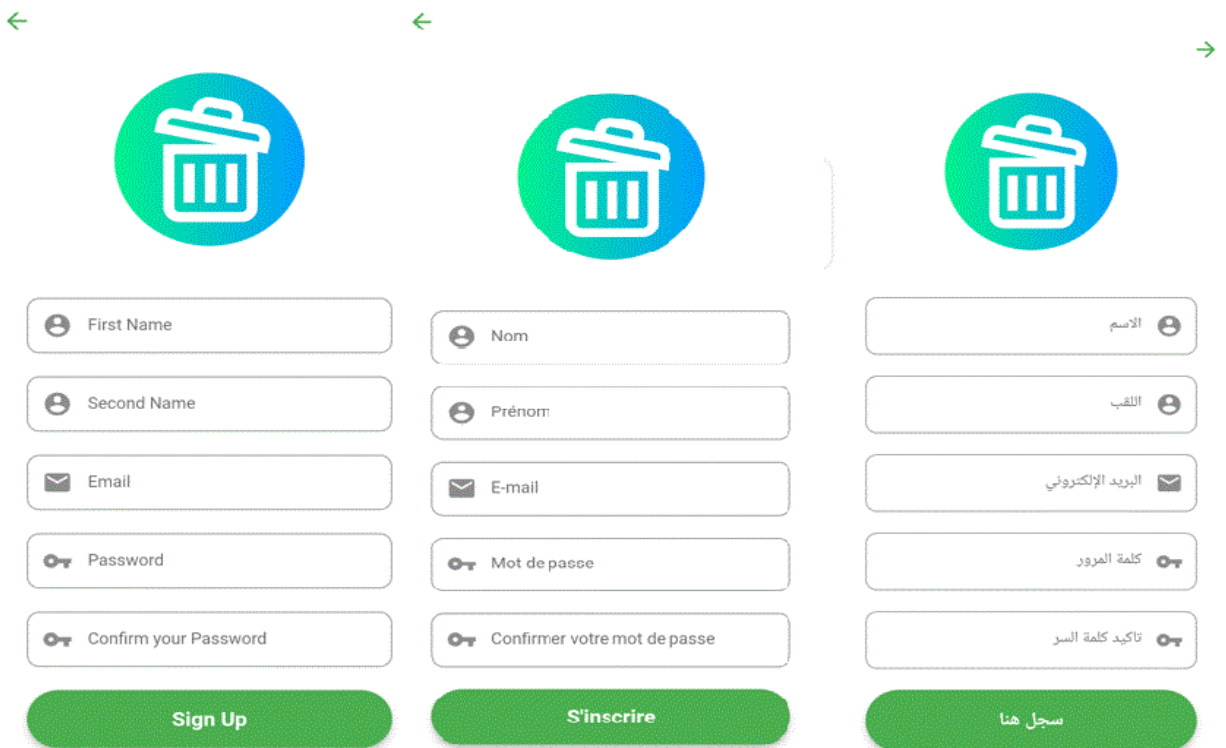 First Name
Second Name
Email
Password
Confirm your Password
Sign Up
Nom
Prénom
E-mail
Mot de passe
Confirmer votre mot de passe
S'inscrire
الاسم
اللقب
البريد الإلكتروني
كلمة المرور
تاكيد كلمة السر
سجل هنا